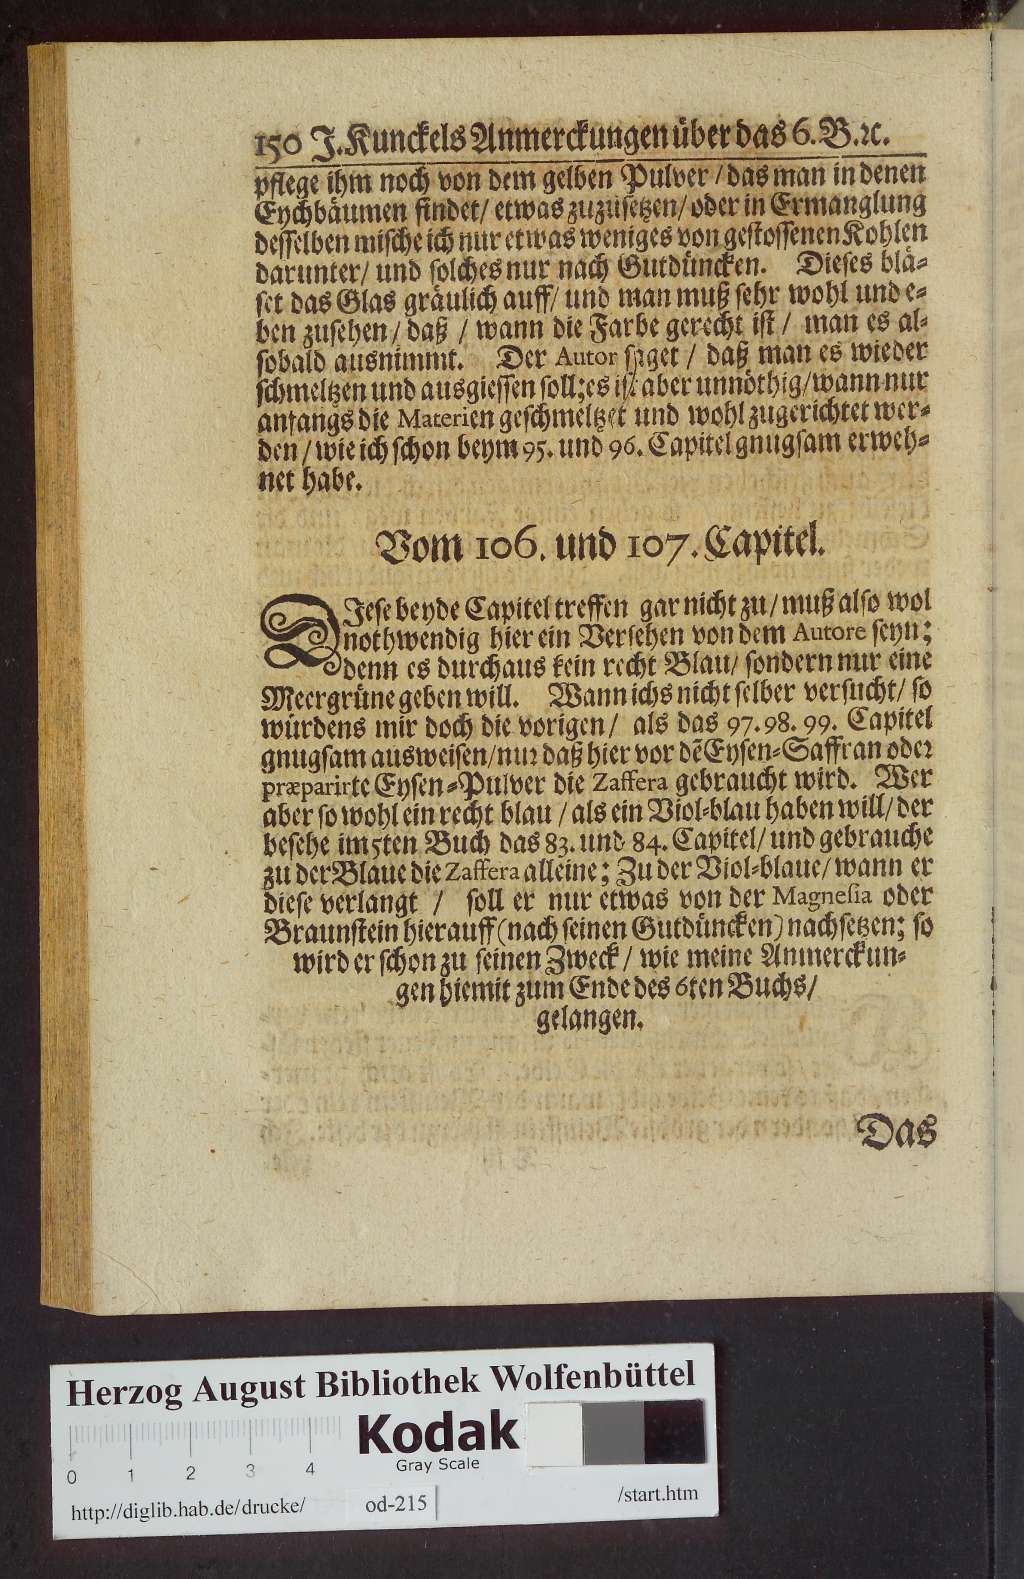 150 J. Kunckels Anmerckungen über das 6. B. ꝛc.
pflege ihm noch von dem gelben Pulver / das man in denen
Eychbäumen findet / etwas zuzusetzen / oder in Ermanglung
desselben mische ich nur etwas weniges von gestossenen Kohlen
darunter / und solches nur nach Gutdüncken. Dieses blä=
set das Glas gräulich auff / und man muß sehr wohl und e=
ben zusehen / daß / wann die Farbe gerecht ist / man es al=
sobald ausnimmt. Der Autor saget / daß man es wieder
schmeltzen und ausgiessen soll; es ist aber unnöthig / wann nur
anfangs die Materien geschmeltzet und wohl zugerichtet wer=
den / wie ich schon beym 95. und 96. Capitel gnugsam erweh=
net habe.
Vom 106. und 107. Capitel.
DIese beyde Capitel treffen gar nicht zu / muß also wol
nothwendig hier ein Versehen von dem Autore seyn;
denn es durchaus kein recht Blau / sondern nur eine
Meergrüne geben will. Wann ichs nicht selber versucht / so
würdens mir doch die vorigen / als das 97. 98. 99. Capitel
gnugsam ausweisen / nur daß hier vor dẽ Eysen=Saffran oder
præparirte Eysen=Pulver die Zaffera gebraucht wird. Wer
aber so wohl ein recht blau / als ein Viol=blau haben will / der
besehe im 5ten Buch das 83. und 84. Capitel / und gebrauche
zu der Blaue die Zaffera alleine; Zu der Viol=blaue / wann er
diese verlangt / soll er nur etwas von der Magnesia oder
Braunstein hierauff (nach seinen Gutdüncken) nachsetzen; so
wird er schon zu seinen Zweck / wie meine Anmerckun=
gen hiemit zum Ende des 6ten Buchs /
gelangen.
Das
Herzog August Bibliothek Wolfenbüttel
Kodak
Gray Scale
0 1 2 3 4
http://diglib.hab.de/drucke/ od-215 /start.htm